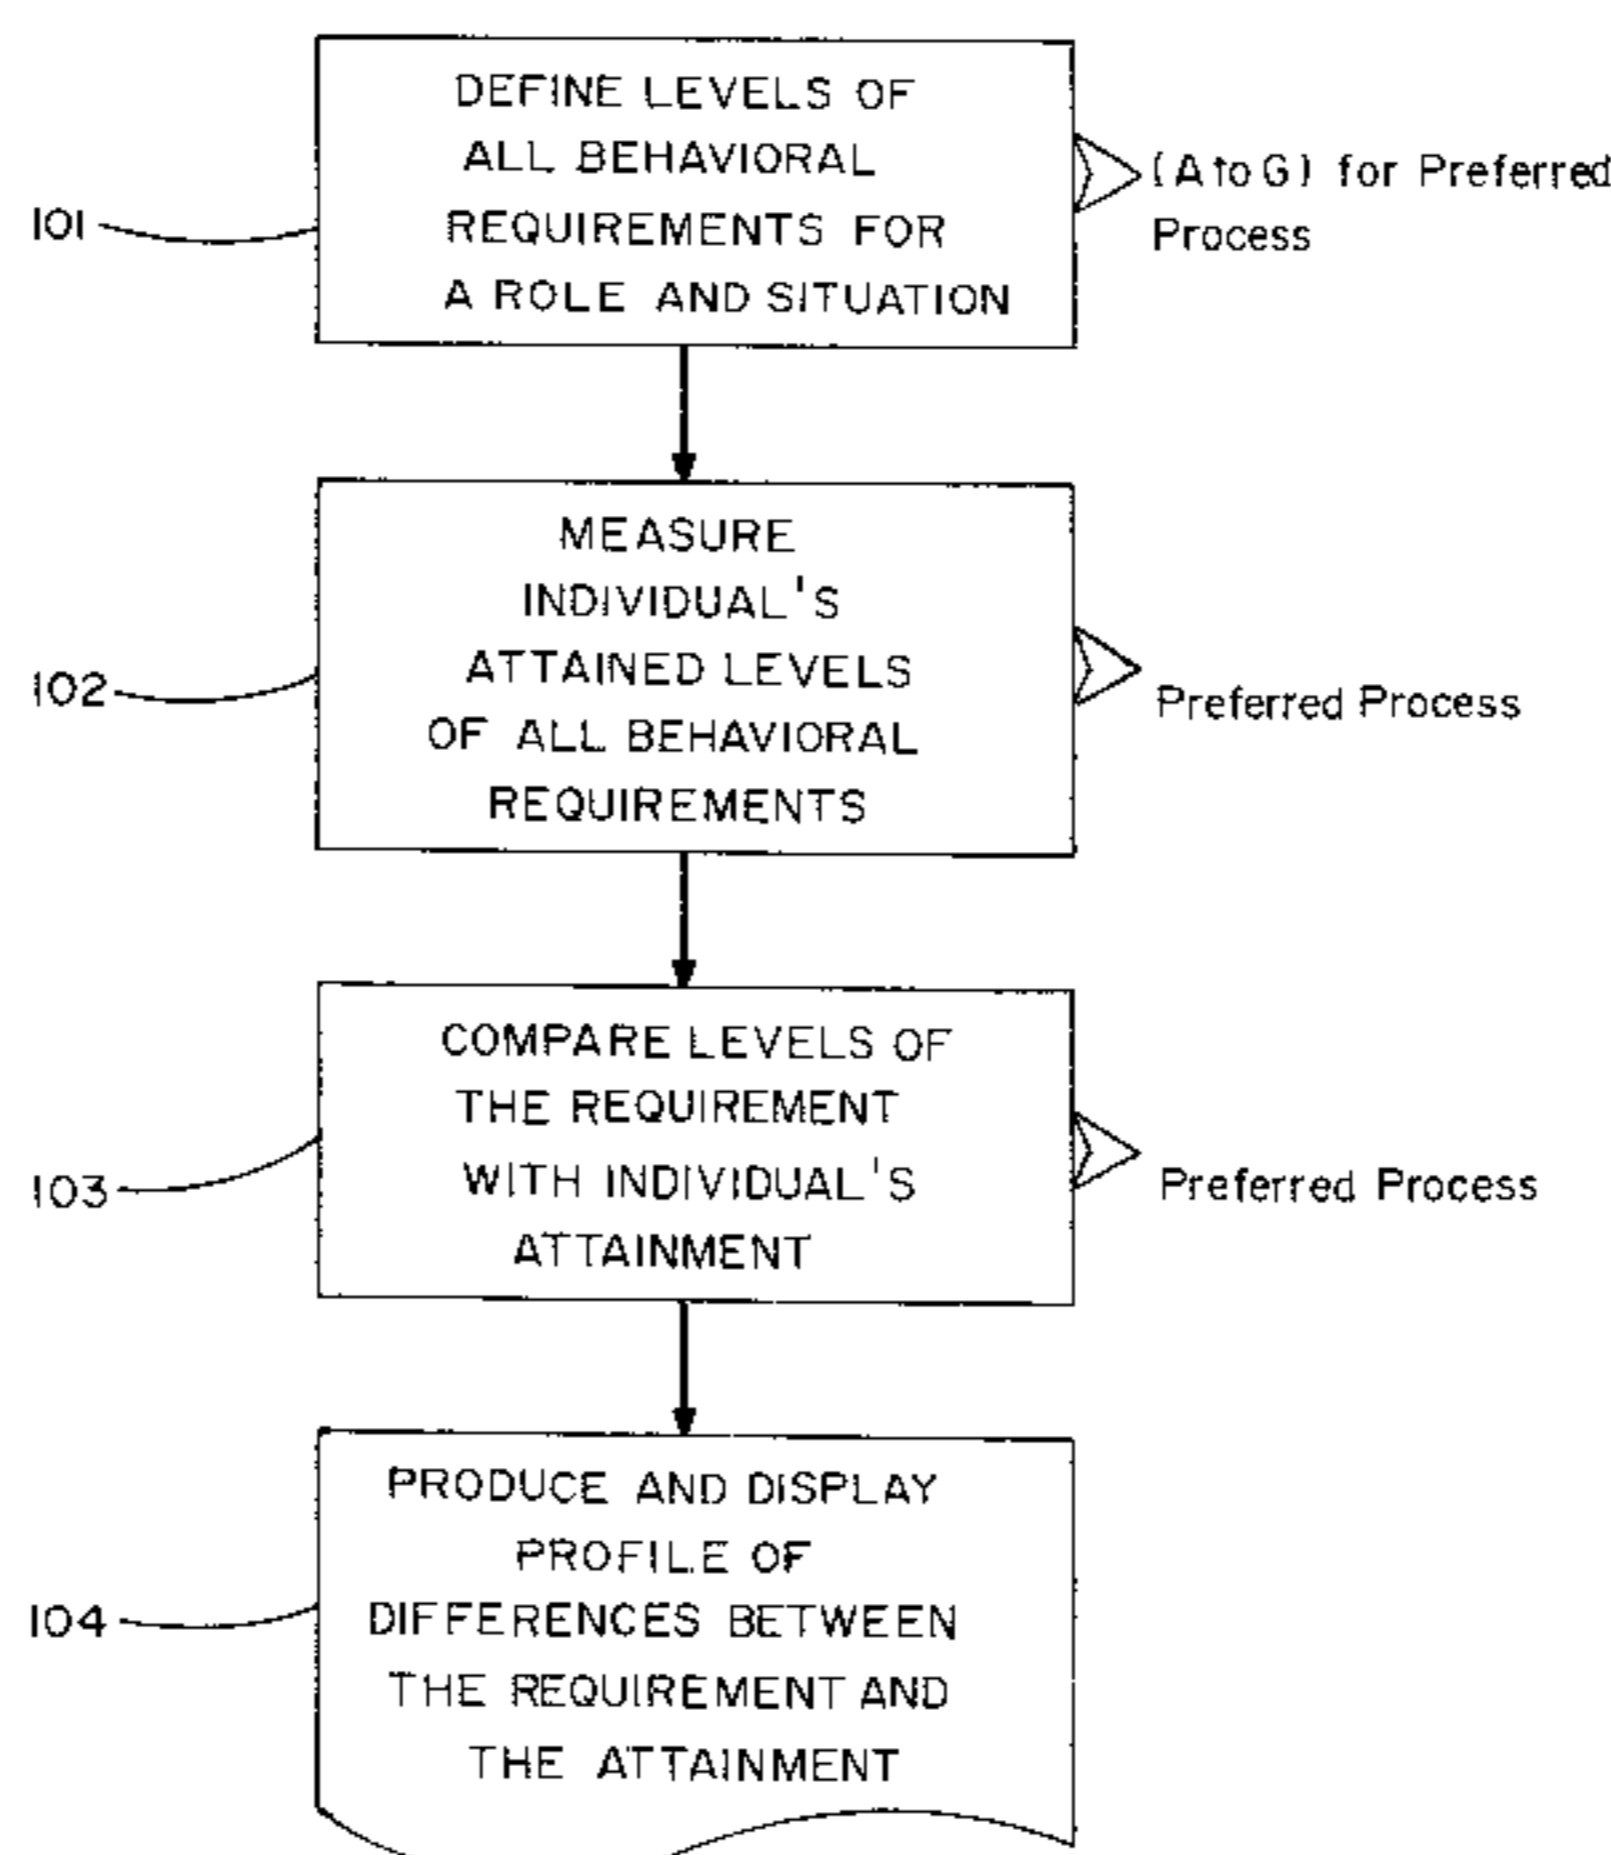 DEFINE LEVELS OF
ALL BEHAVIORAL
REQUIREMENTS FOR
A ROLE AND SITUATION
(A to G) for Preferred
Process
101
MEASURE
INDIVIDUAL'S
ATTAINED LEVELS
OF ALL BEHAVIORAL
REQUIREMENTS
102
Preferred Process
COMPARE LEVELS OF
THE REQUIREMENT
WITH INDIVIDUAL'S
ATTAINMENT
103
Preferred Process
PRODUCE AND DISPLAY
PROFILE OF
DIFFERENCES BETWEEN
THE REQUIREMENT AND
THE ATTAINMENT
104